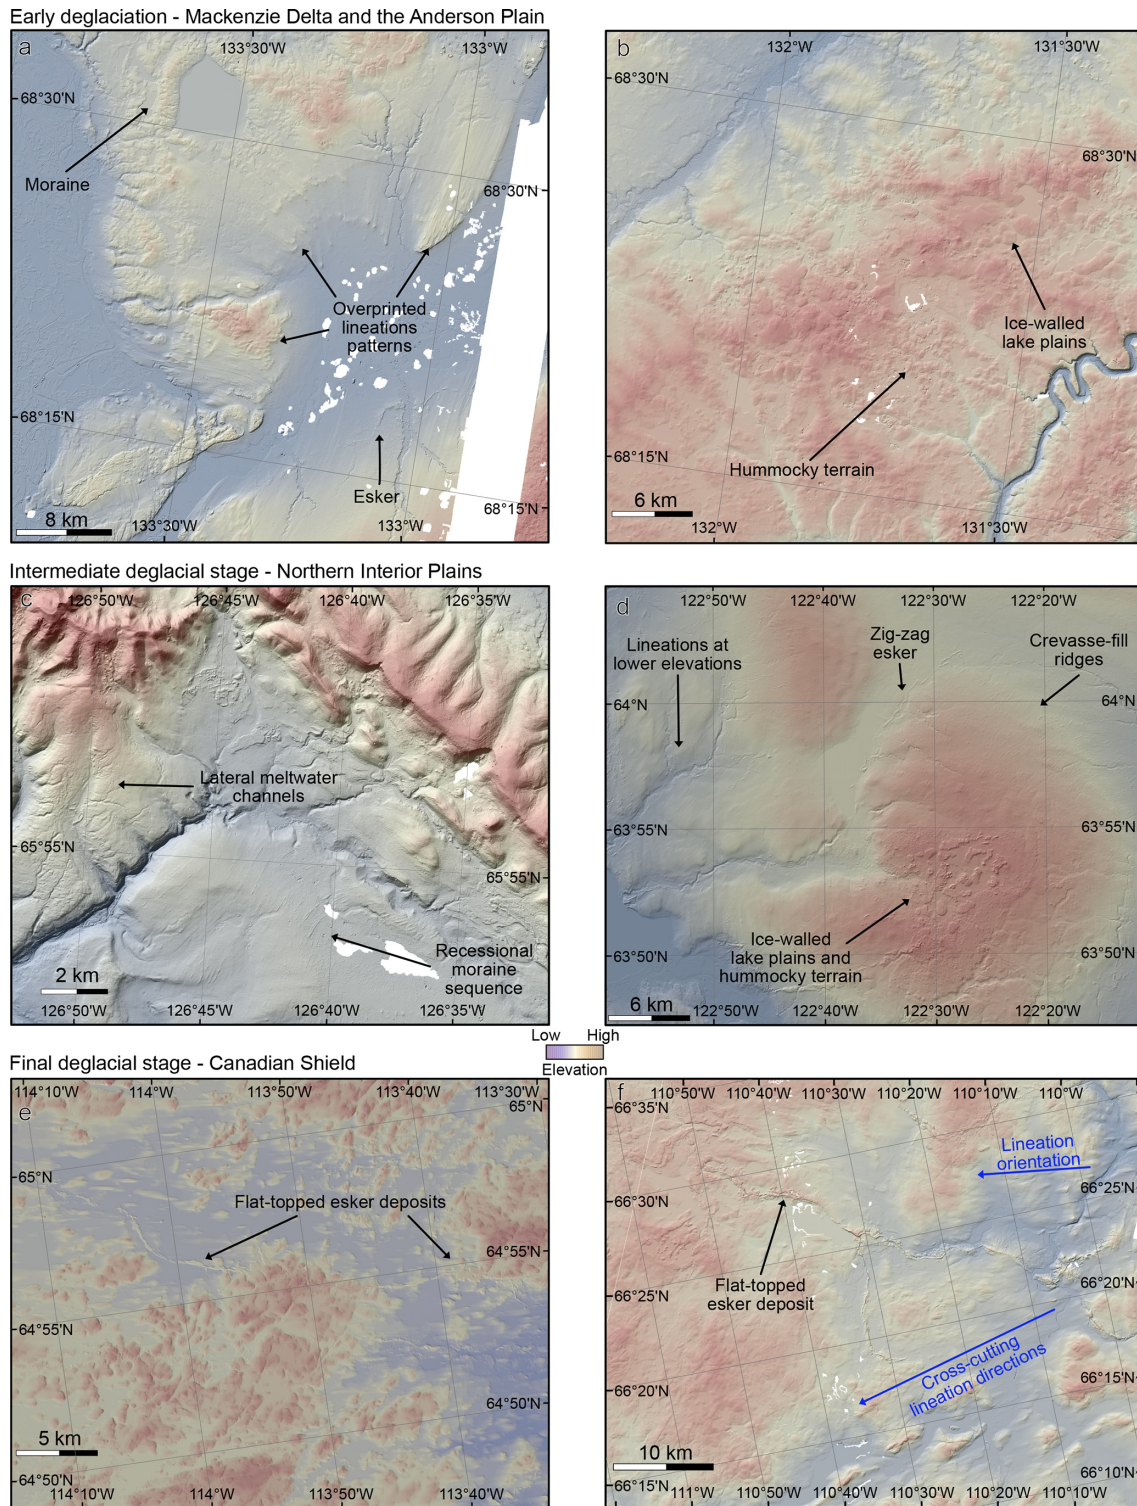 Early deglaciation - Mackenzie Delta and the Anderson Plain
a
133°30'W
133°W
68°30'N
Moraine
68°30'N
Overprinted
lineations
patterns
68°15'N
Esker
68°15'N
8 km
133°30'W
133°W
b
132°W
131°30'W
68°30'N
68°30'N
Ice-walled
lake plains
68°15'N
Hummocky terrain
6 km
132°W
131°30'W
Intermediate deglacial stage - Northern Interior Plains
c
126°50'W
126°45'W
126°40'W
126°35'W
Lateral meltwater
channels
65°55'N
65°55'N
Recessional
moraine
sequence
2 km
126°50'W
126°45'W
126°40'W
126°35'W
d
122°50'W
122°40'W
122°30'W
122°20'W
Lineations at
lower elevations
Zig-zag
esker
Crevasse-fill
ridges
64°N
64°N
63°55'N
63°55'N
Ice-walled
lake plains and
hummocky terrain
63°50'N
63°50'N
6 km
122°50'W
122°40'W
122°30'W
122°20'W
Low
High
Elevation
Final deglacial stage - Canadian Shield
114°10'W
114°W
113°50'W
113°40'W
113°30'W
e
65°N
65°N
Flat-topped esker deposits
64°55'N
64°55'N
64°50'N
5 km
64°50'N
114°10'W
114°W
113°50'W
113°40'W
f
110°50'W
110°40'W
110°30'W
110°20'W
110°10'W
110°W
66°35'N
Lineation
orientation
66°30'N
66°25'N
Flat-topped
esker deposit
66°25'N
66°20'N
Cross-cutting
lineation directions
66°20'N
66°15'N
10 km
66°15'N
66°10'N
111°W
110°50'W
110°40'W
110°30'W
110°20'W
110°10'W